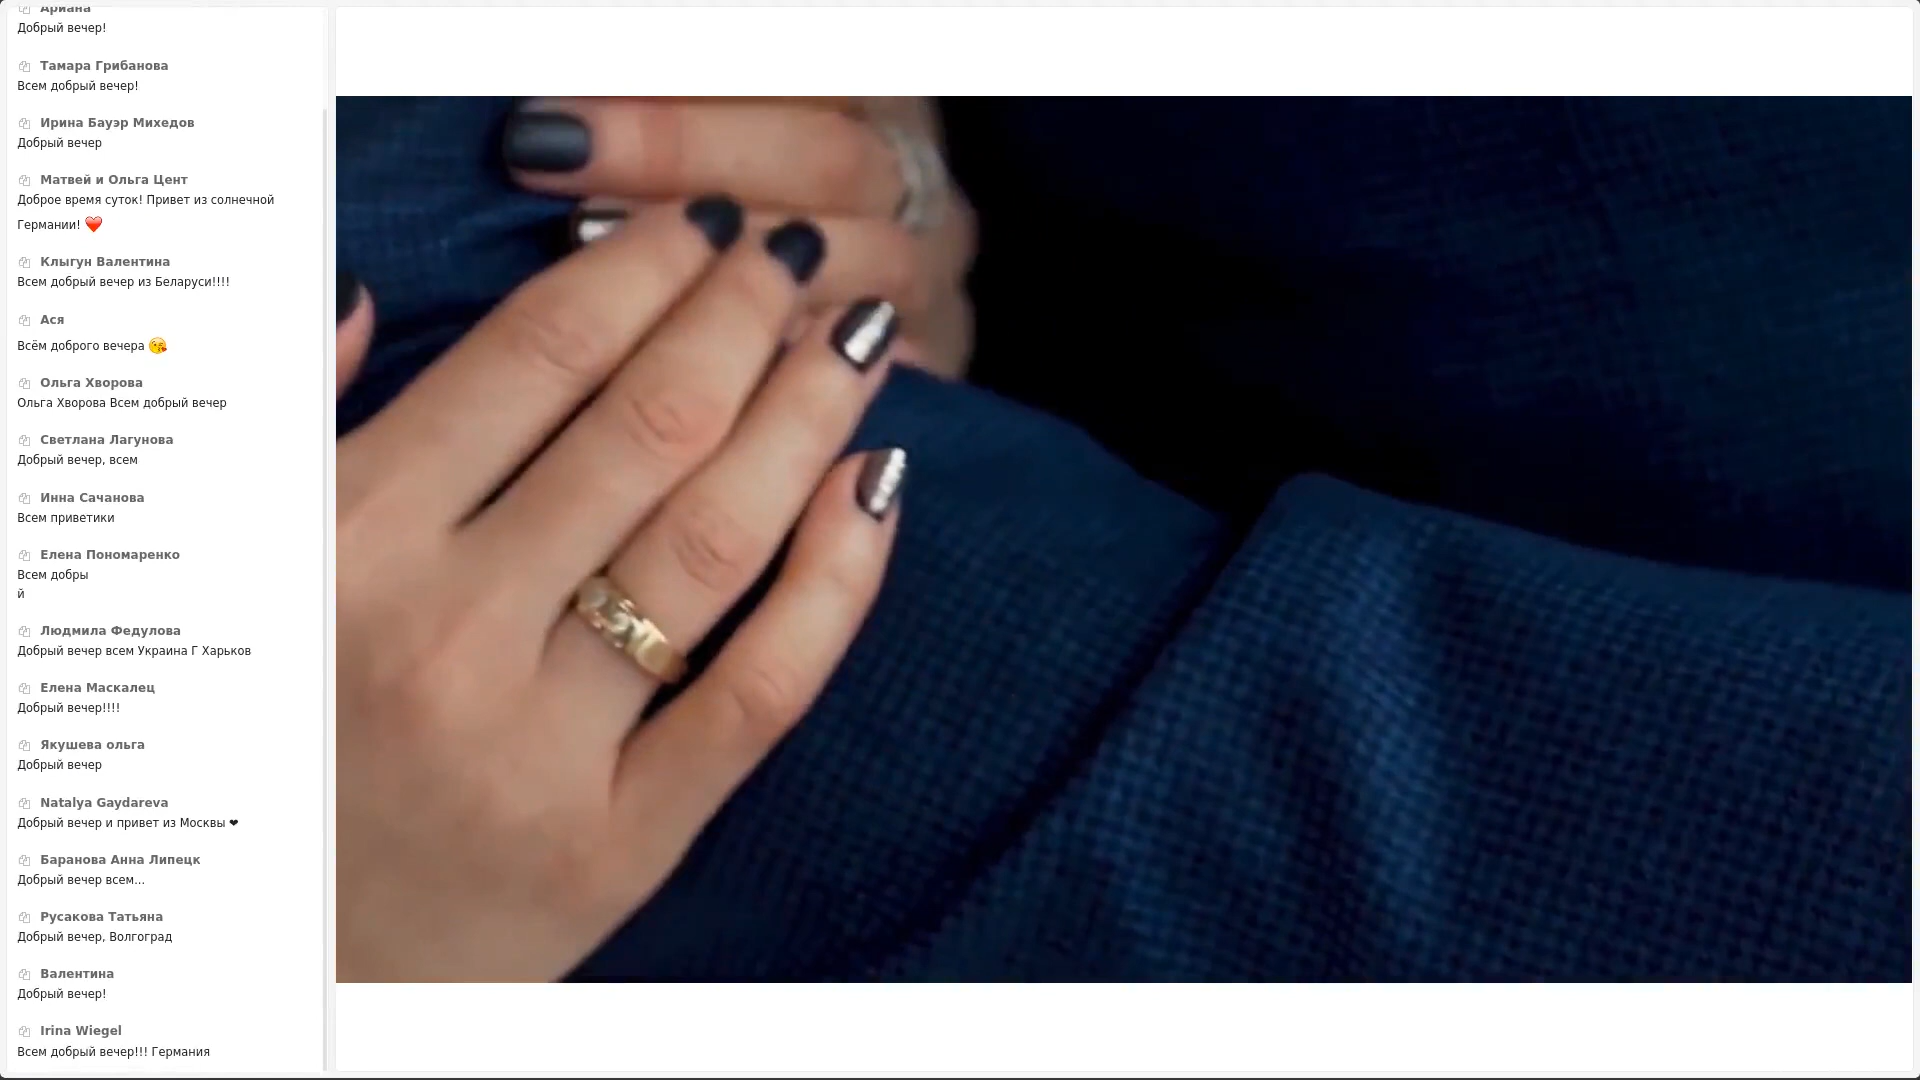 Ариана
Добрый вечер!
Тамара Грибанова
Всем добрый вечер!
Ирина Бауэр Михедов
Добрый вечер
Матвей и Ольга Цент
Доброе время суток! Привет из солнечной
Германии! ❤️
Клыгун Валентина
Всем добрый вечер из Беларуси!!!!
Ася
Всём доброго вечера 😘
Ольга Хворова
Ольга Хворова Всем добрый вечер
Светлана Лагунова
Добрый вечер, всем
Инна Сачанова
Всем приветики
Елена Пономаренко
Всем добры
й
Людмила Федулова
Добрый вечер всем Украина Г Харьков
Елена Маскалец
Добрый вечер!!!!
Якушева ольга
Добрый вечер
Natalya Gaydareva
Добрый вечер и привет из Москвы ❤
Баранова Анна Липецк
Добрый вечер всем...
Русакова Татьяна
Добрый вечер, Волгоград
Валентина
Добрый вечер!
Irina Wiegel
Всем добрый вечер!!! Германия